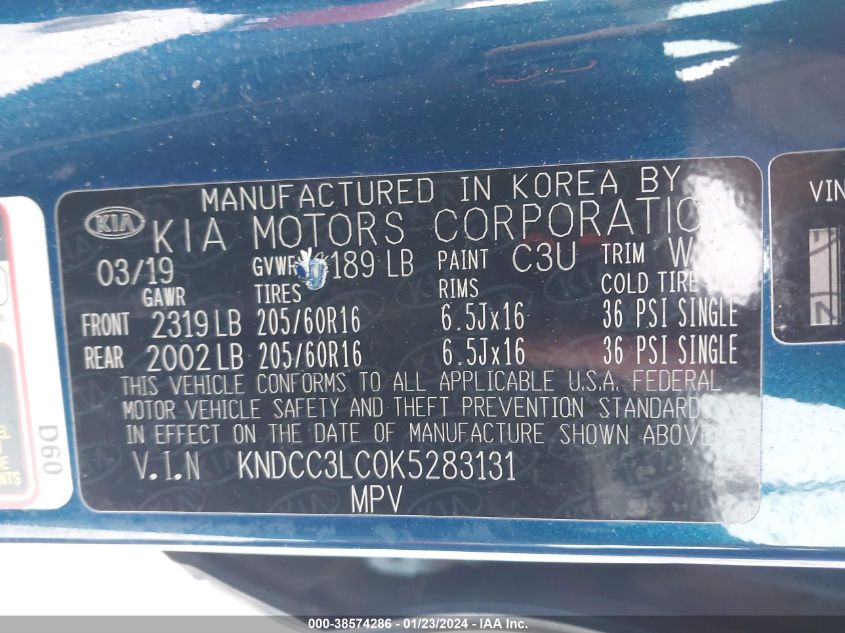 MANUFACTURED IN KOREA BY
KIA KIA MOTORS CORPORATION
03/19 GVWR 189 LB PAINT C3U TRIM W
GAWR TIRES RIMS COLD TIRE
FRONT 2319 LB 205/60R16 6.5Jx16 36 PSI SINGLE
REAR 2002 LB 205/60R16 6.5Jx16 36 PSI SINGLE
THIS VEHICLE CONFORMS TO ALL APPLICABLE U.S.A. FEDERAL
MOTOR VEHICLE SAFETY AND THEFT PREVENTION STANDARDS
IN EFFECT ON THE DATE OF MANUFACTURE SHOWN ABOVE
V.I.N KNDCC3LC0K5283131
MPV
D60
VIN
000-38574286 - 01/23/2024 - IAA, Inc.